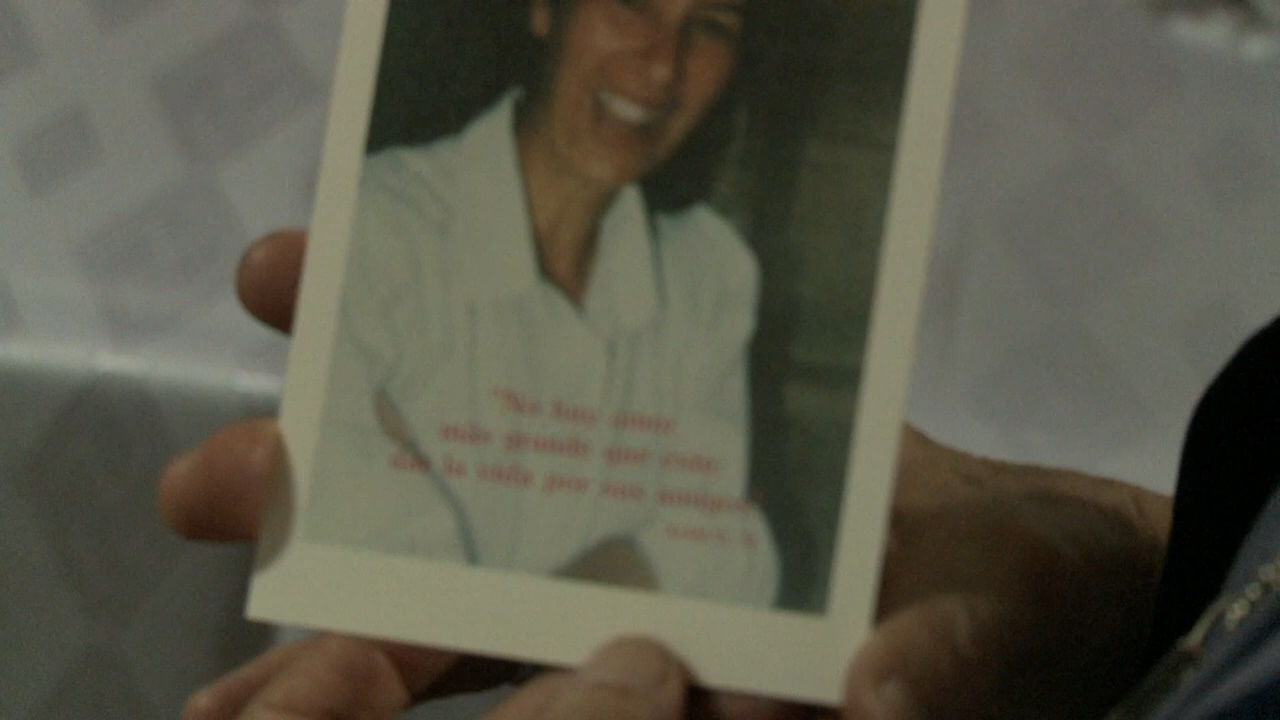 "No hay amor
más grande que este:
dar la vida por sus amigos"